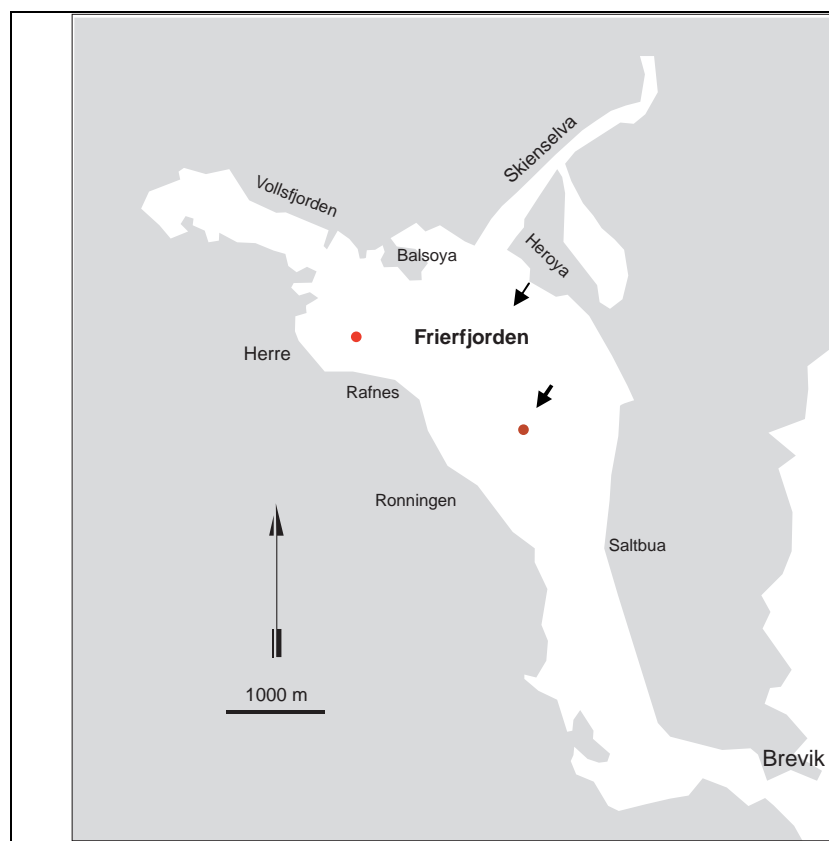 Skienselva
Vollsfjorden
Balsoya
Heroya
Frierfjorden
Herre
Rafnes
Ronningen
Saltbua
1000 m
Brevik